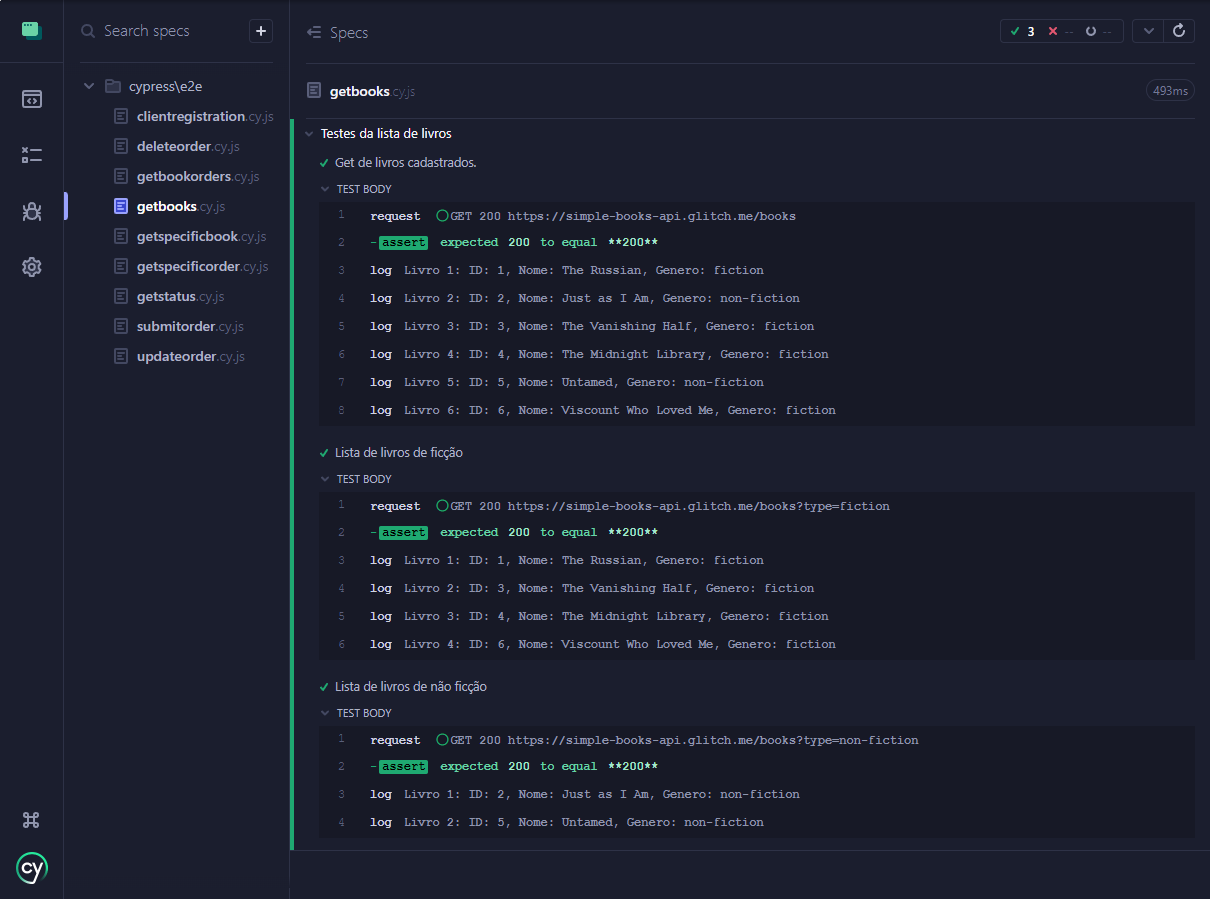 Search specs
+
cypress\e2e
clientregistration.cy.js
deleteorder.cy.js
getbookorders.cy.js
getbooks.cy.js
getspecificbook.cy.js
getspecificorder.cy.js
getstatus.cy.js
submitorder.cy.js
updateorder.cy.js
cy
Specs
3 -- --
getbooks.cy.js 493ms
Testes da lista de livros
Get de livros cadastrados.
TEST BODY
1 request GET 200 https://simple-books-api.glitch.me/books
2 -assert expected 200 to equal **200**
3 log Livro 1: ID: 1, Nome: The Russian, Genero: fiction
4 log Livro 2: ID: 2, Nome: Just as I Am, Genero: non-fiction
5 log Livro 3: ID: 3, Nome: The Vanishing Half, Genero: fiction
6 log Livro 4: ID: 4, Nome: The Midnight Library, Genero: fiction
7 log Livro 5: ID: 5, Nome: Untamed, Genero: non-fiction
8 log Livro 6: ID: 6, Nome: Viscount Who Loved Me, Genero: fiction
Lista de livros de ficção
TEST BODY
1 request GET 200 https://simple-books-api.glitch.me/books?type=fiction
2 -assert expected 200 to equal **200**
3 log Livro 1: ID: 1, Nome: The Russian, Genero: fiction
4 log Livro 2: ID: 3, Nome: The Vanishing Half, Genero: fiction
5 log Livro 3: ID: 4, Nome: The Midnight Library, Genero: fiction
6 log Livro 4: ID: 6, Nome: Viscount Who Loved Me, Genero: fiction
Lista de livros de não ficção
TEST BODY
1 request GET 200 https://simple-books-api.glitch.me/books?type=non-fiction
2 -assert expected 200 to equal **200**
3 log Livro 1: ID: 2, Nome: Just as I Am, Genero: non-fiction
4 log Livro 2: ID: 5, Nome: Untamed, Genero: non-fiction